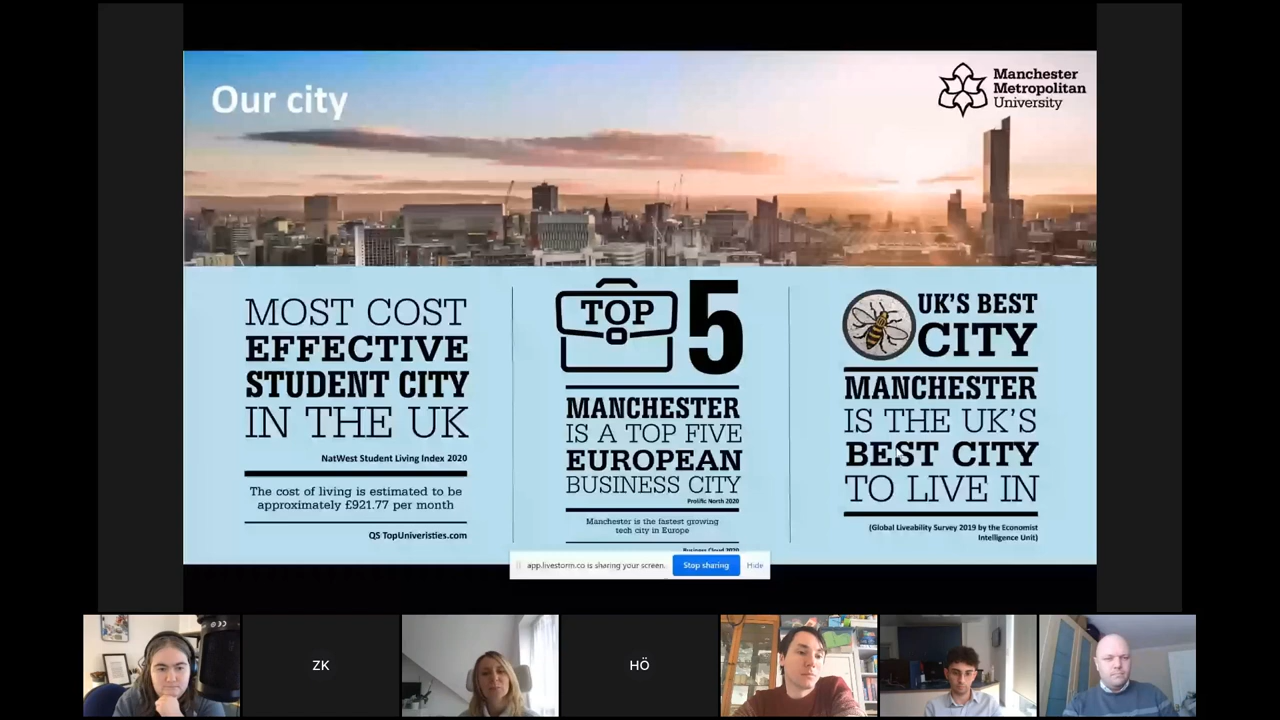 Our city
Manchester
Metropolitan
University
MOST COST
EFFECTIVE
STUDENT CITY
IN THE UK
NatWest Student Living Index 2020
The cost of living is estimated to be
approximately £921.77 per month
QS TopUniveristies.com
TOP 5
MANCHESTER
IS A TOP FIVE
EUROPEAN
BUSINESS CITY
Prolific North 2020
Manchester is the fastest growing
tech city in Europe
Business Cloud 2020
UK'S BEST
CITY
MANCHESTER
IS THE UK'S
BEST CITY
TO LIVE IN
(Global Liveability Survey 2019 by the Economist
Intelligence Unit)
app.livestorm.co is sharing your screen. Stop sharing Hide
ZK
HÖ